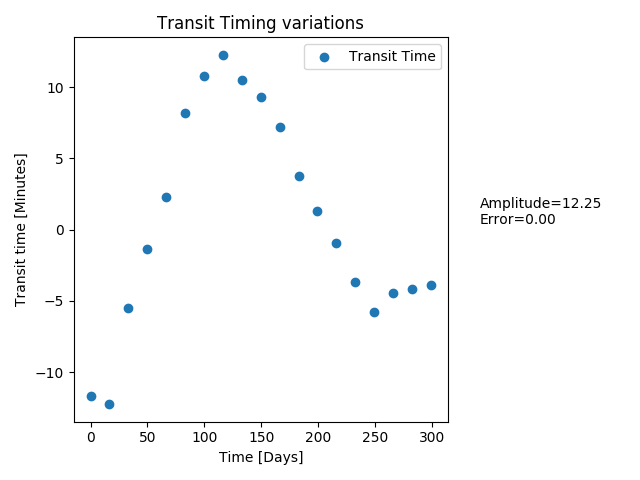 Transit Timing variations
Transit Time
Transit time [Minutes]
10
5
0
−5
−10
Amplitude=12.25
Error=0.00
0 50 100 150 200 250 300
Time [Days]